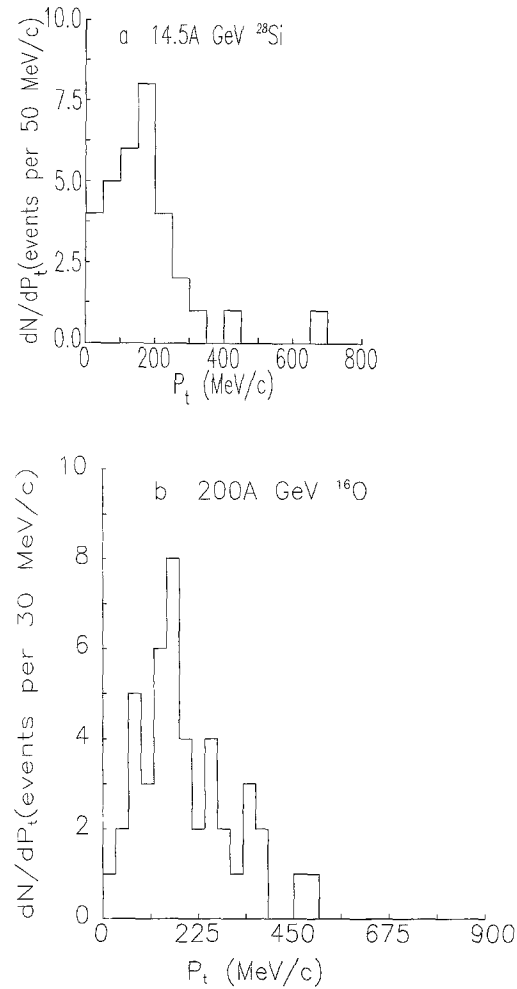 10.0
a 14.5A GeV ²⁸Si
7.5
5.0
2.5
0.0
dN/dPₜ(events per 50 MeV/c)
0 200 400 600 800
Pₜ (MeV/c)
10
b 200A GeV ¹⁶O
8
6
4
2
0
dN/dPₜ(events per 30 MeV/c)
0 225 450 675 900
Pₜ (MeV/c)